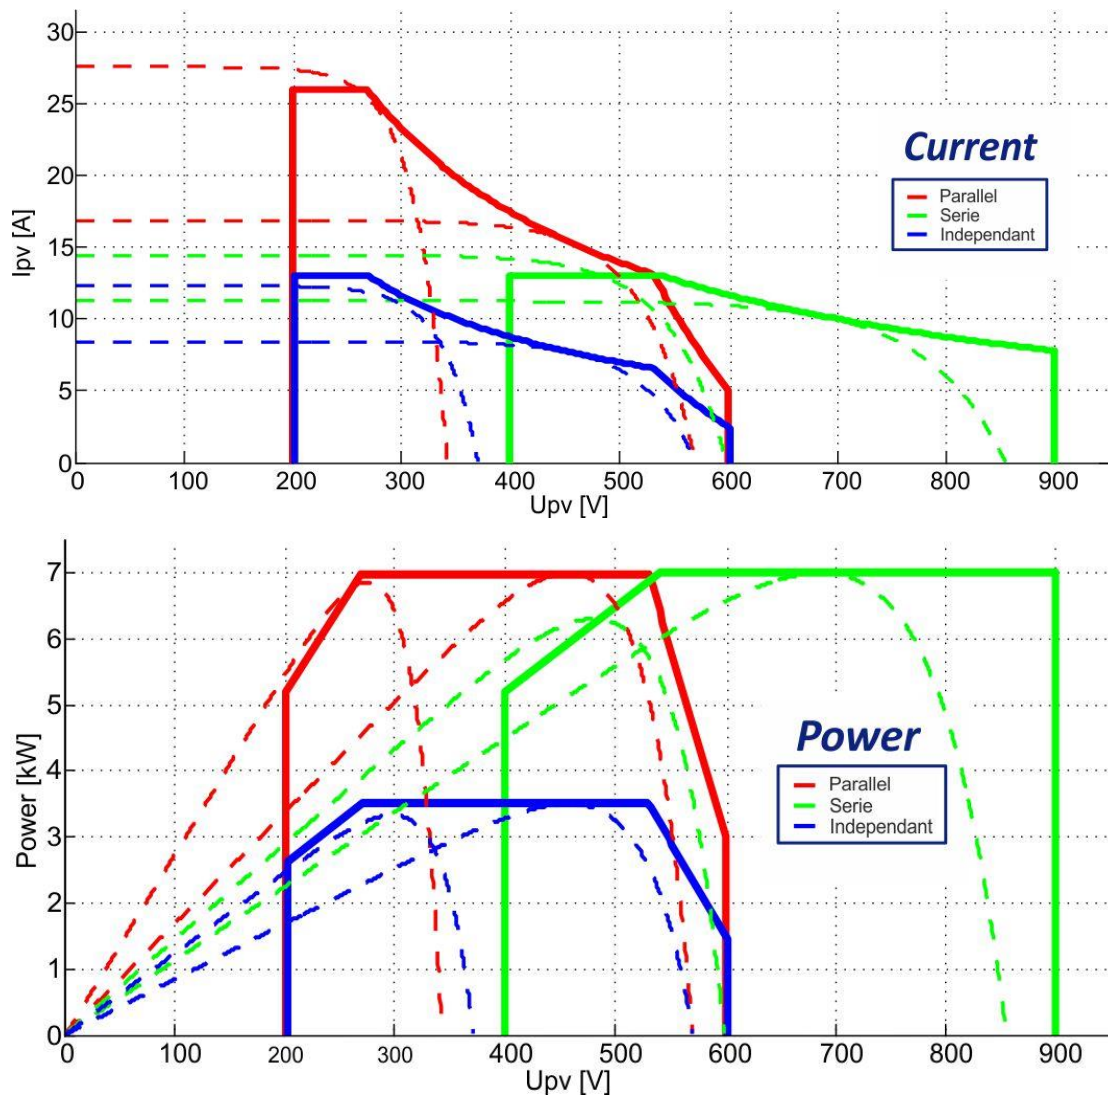 30
25
20
15
10
5
0
Ipv [A]
Current
Parallel
Serie
Independant
0 100 200 300 400 500 600 700 800 900
Upv [V]
7
6
5
4
3
2
1
0
Power [kW]
Power
Parallel
Serie
Independant
0 100 200 300 400 500 600 700 800 900
Upv [V]